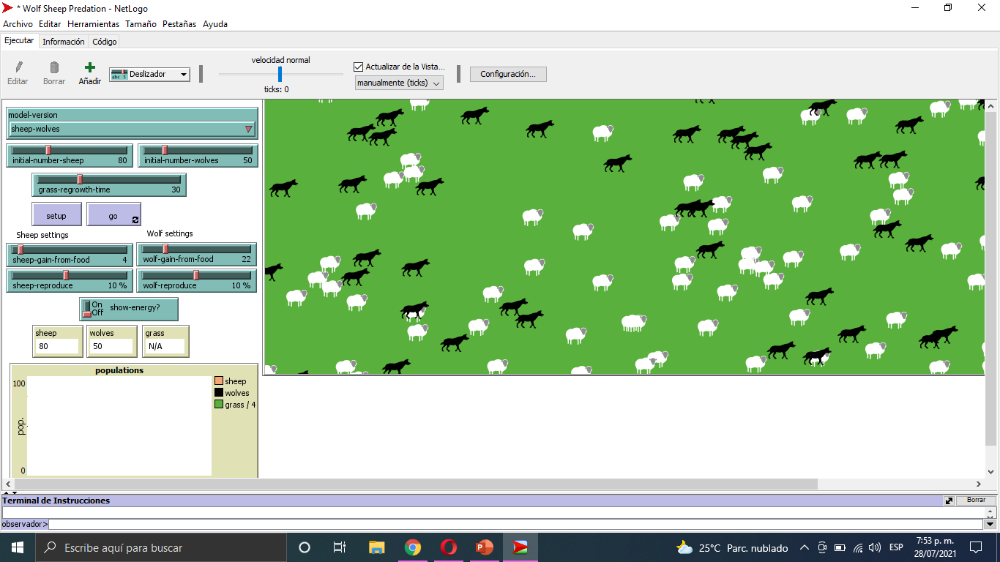 * Wolf Sheep Predation - NetLogo
Archivo Editar Herramientas Tamaño Pestañas Ayuda
Ejecutar Información Código
Editar Borrar Añadir
abc 5 Deslizador
velocidad normal
ticks: 0
Actualizar de la Vista...
manualmente (ticks)
Configuración...
model-version
sheep-wolves
initial-number-sheep 80
initial-number-wolves 50
grass-regrowth-time 30
setup go
Sheep settings Wolf settings
sheep-gain-from-food 4
wolf-gain-from-food 22
sheep-reproduce 10 %
wolf-reproduce 10 %
On
Off
show-energy?
sheep
80
wolves
50
grass
N/A
populations
100
pop.
0
sheep
wolves
grass / 4
Terminal de Instrucciones Borrar
observador>
Escribe aquí para buscar
25°C Parc. nublado
ESP
7:53 p. m.
28/07/2021